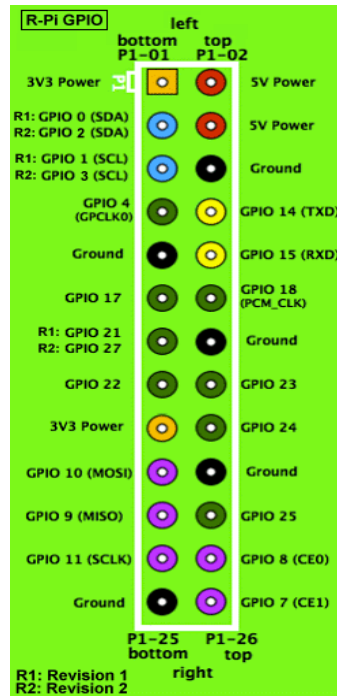 R-Pi GPIO
left
bottom top
P1-01 P1-02
3V3 Power P1 5V Power
R1: GPIO 0 (SDA)
R2: GPIO 2 (SDA)
5V Power
R1: GPIO 1 (SCL)
R2: GPIO 3 (SCL)
Ground
GPIO 4
(GPCLK0)
GPIO 14 (TXD)
Ground GPIO 15 (RXD)
GPIO 17
GPIO 18
(PCM_CLK)
R1: GPIO 21
R2: GPIO 27
Ground
GPIO 22 GPIO 23
3V3 Power GPIO 24
GPIO 10 (MOSI) Ground
GPIO 9 (MISO) GPIO 25
GPIO 11 (SCLK) GPIO 8 (CE0)
Ground GPIO 7 (CE1)
P1-25 P1-26
bottom top
right
R1: Revision 1
R2: Revision 2